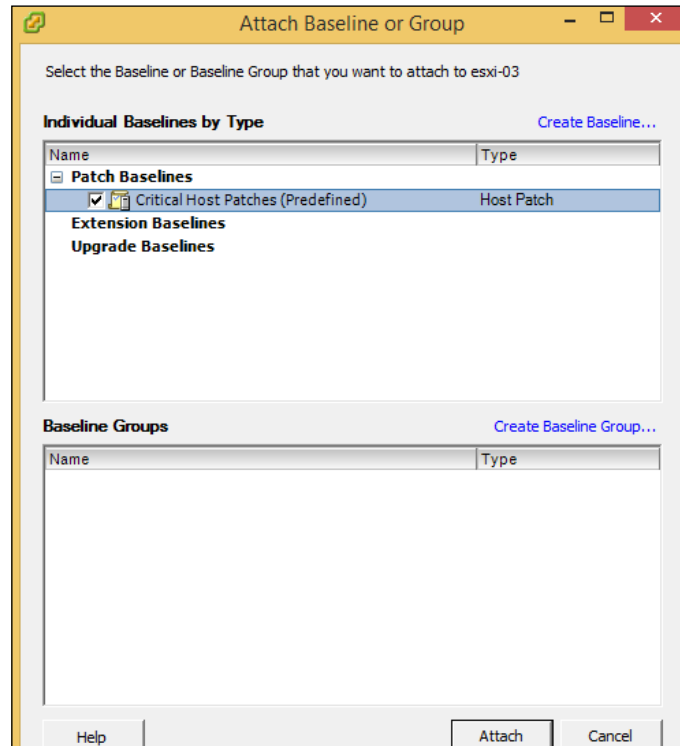 Attach Baseline or Group
Select the Baseline or Baseline Group that you want to attach to esxi-03
Individual Baselines by Type Create Baseline...
Name Type
Patch Baselines
Critical Host Patches (Predefined) Host Patch
Extension Baselines
Upgrade Baselines
Baseline Groups Create Baseline Group...
Name Type
Help Attach Cancel